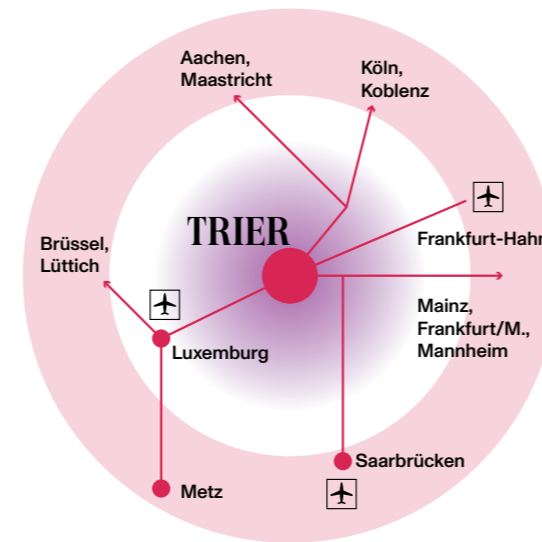 Aachen,
Maastricht
Köln,
Koblenz
TRIER
Frankfurt-Hahn
Brüssel,
Lüttich
Mainz,
Frankfurt/M.,
Mannheim
Luxemburg
Saarbrücken
Metz